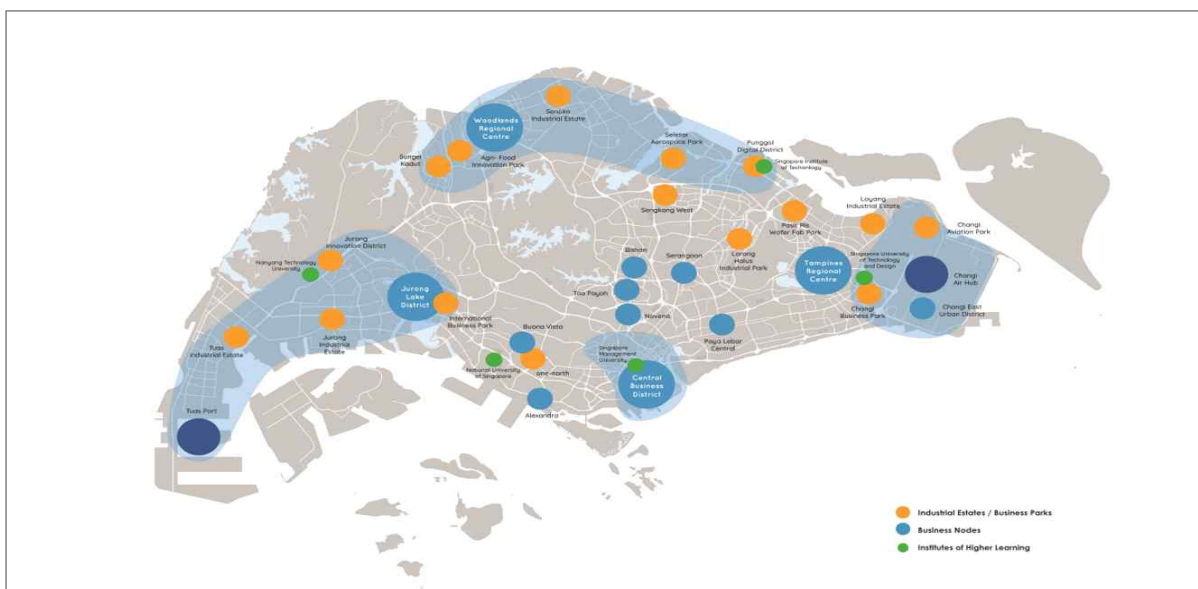 Woodlands
Regional
Centre
Senoko
Industrial Estate
Sungei
Kadut
Agri- Food
Innovation Park
Seletar
Aerospace Park
Punggol
Digital District
Singapore Institute
of Technology
Sengkang West
Pasir Ris
Wafer Fab Park
Loyang
Industrial Estate
Changi
Aviation Park
Lorong
Halus
Industrial Park
Tampines
Regional
Centre
Singapore University
of Technology
and Design
Changi
Air Hub
Changi
Business Park
Changi East
Urban District
Jurong
Innovation District
Nanyang Technology
University
Jurong
Lake
District
International
Business Park
Jurong
Industrial
Estate
Tuas
Industrial Estate
Tuas Port
Bishan
Serangoon
Toa Payoh
Novena
Paya Lebar
Central
Buona Vista
one-north
National University
of Singapore
Alexandra
Singapore
Management
University
Central
Business
District
Industrial Estates / Business Parks
Business Nodes
Institutes of Higher Learning